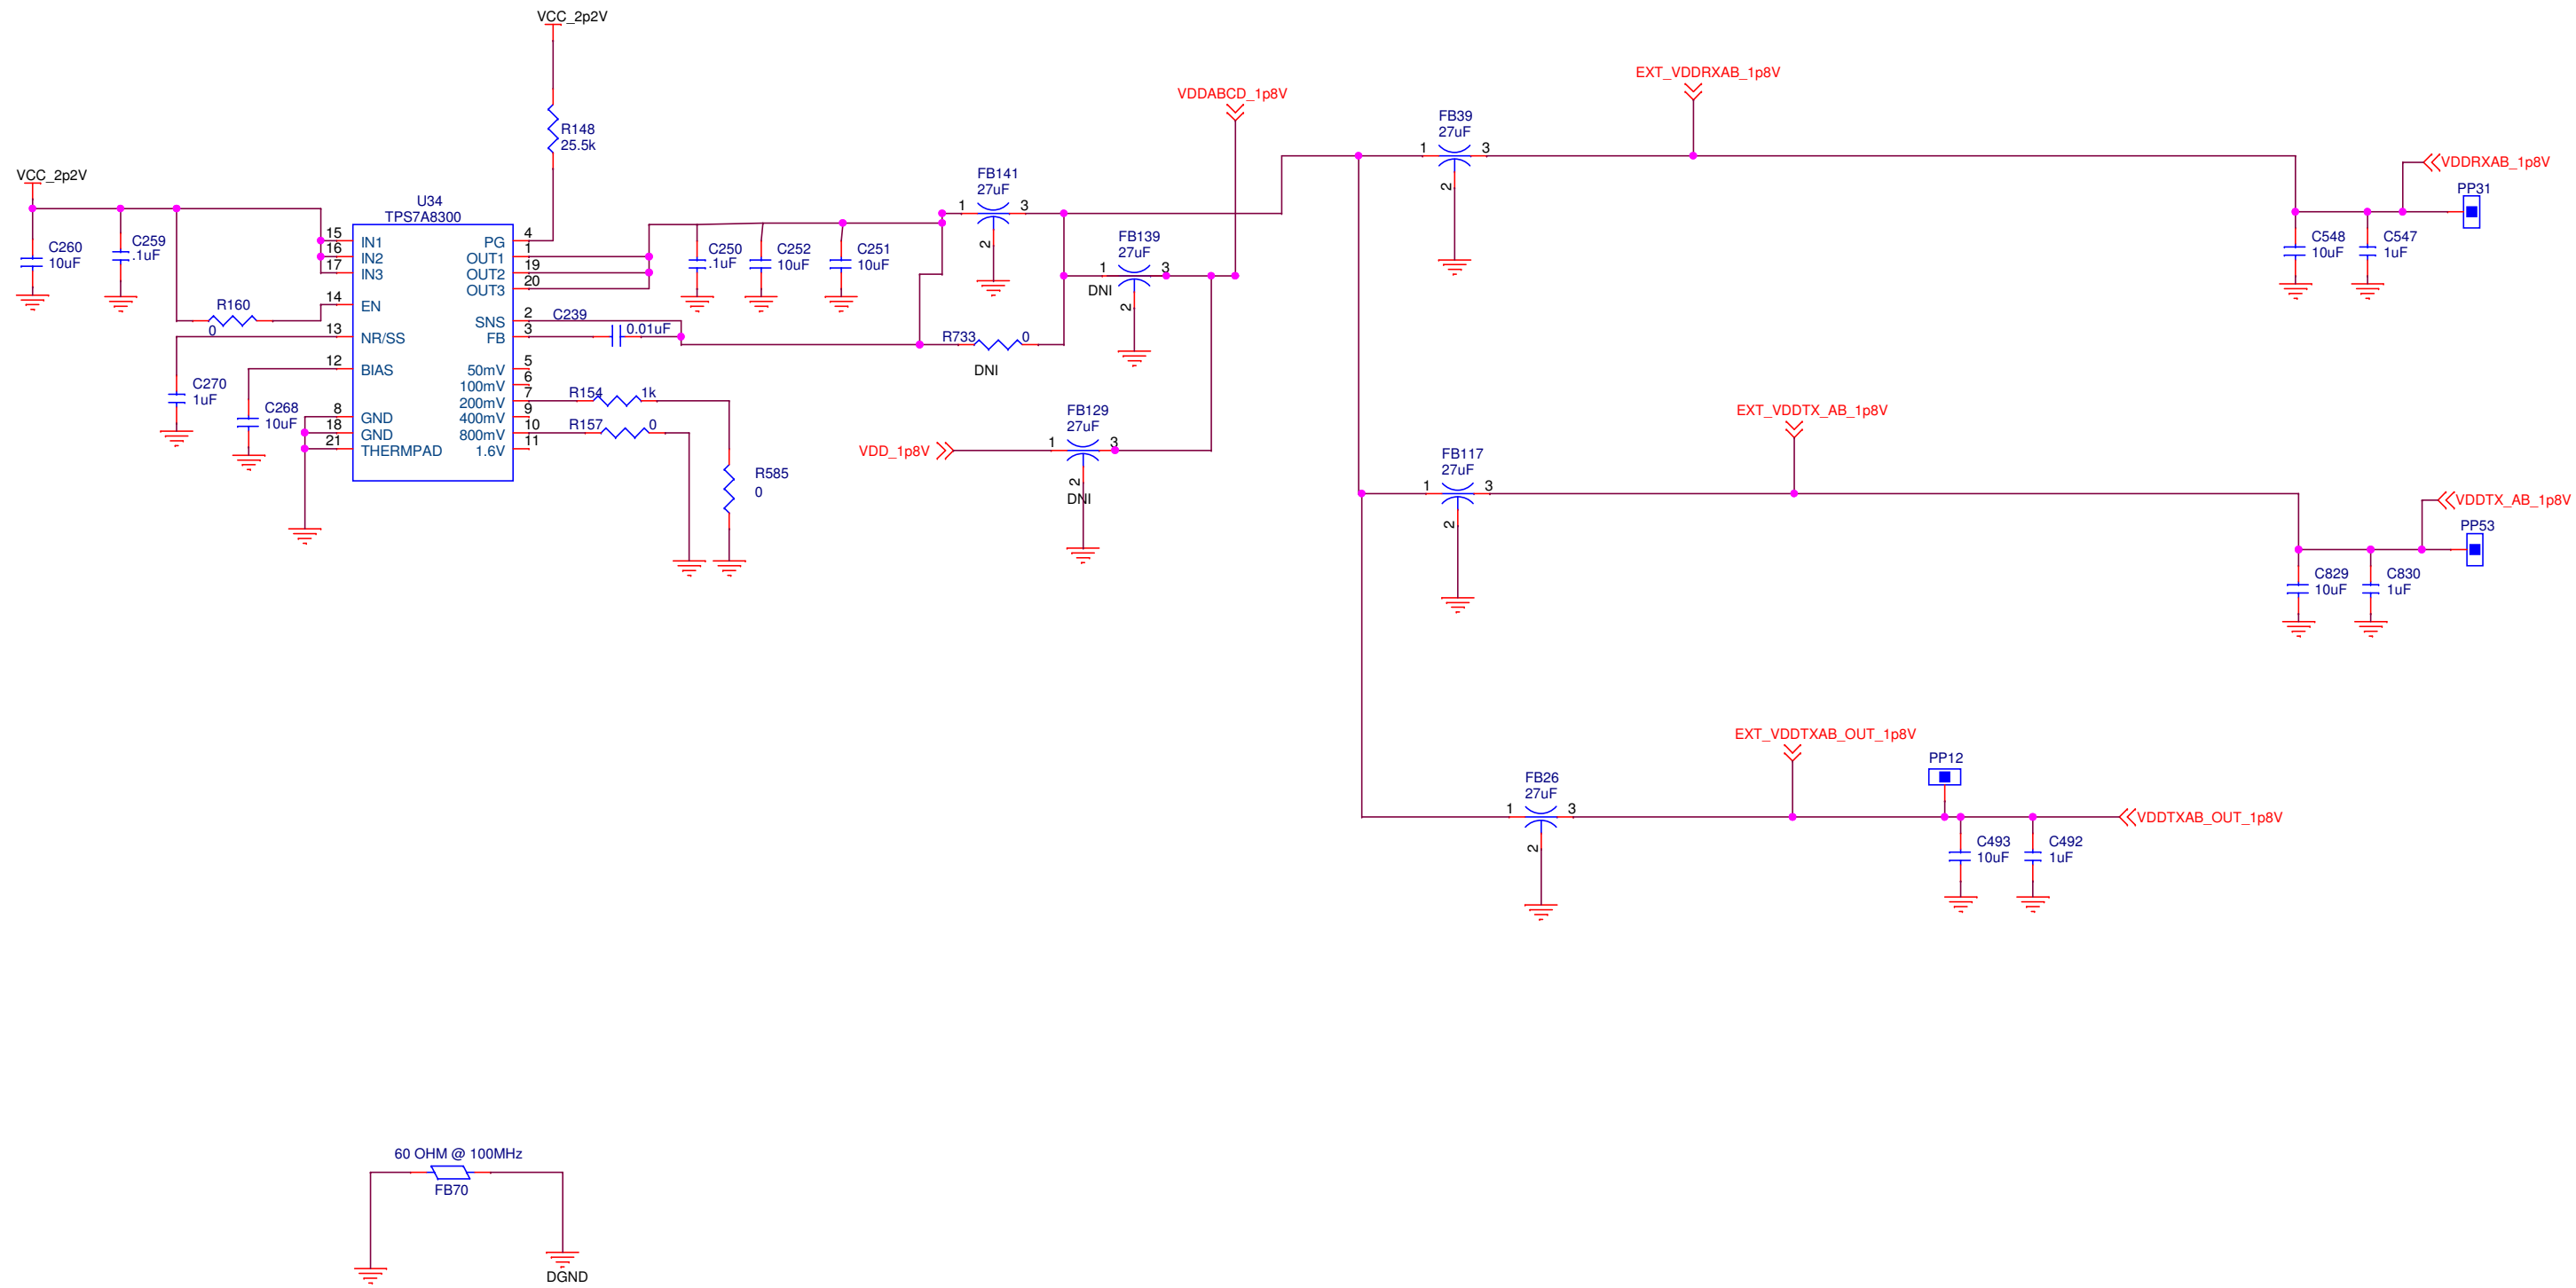 VCC_2p2V
R148
25.5k
VCC_2p2V
C260
10uF
C259
.1uF
R160
0
C270
1uF
C268
10uF
U34
TPS7A8300
15
IN1
16
IN2
17
IN3
14
EN
13
NR/SS
12
BIAS
8
GND
18
GND
21
THERMPAD
PG
4
OUT1
1
OUT2
19
OUT3
20
SNS
2
FB
3
50mV
5
100mV
6
200mV
7
400mV
9
800mV
10
1.6V
11
C239
0.01uF
R154
1k
R157
0
R585
0
C250
.1uF
C252
10uF
C251
10uF
FB141
27uF
1
3
2
R733
0
DNI
VDDABCD_1p8V
FB139
27uF
1
3
DNI
2
FB129
27uF
VDD_1p8V
1
3
2
DNI
FB39
27uF
1
3
2
EXT_VDDRXAB_1p8V
VDDRXAB_1p8V
PP31
C548
10uF
C547
1uF
FB117
27uF
1
3
2
EXT_VDDTX_AB_1p8V
VDDTX_AB_1p8V
PP53
C829
10uF
C830
1uF
FB26
27uF
1
3
2
EXT_VDDTXAB_OUT_1p8V
PP12
VDDTXAB_OUT_1p8V
C493
10uF
C492
1uF
60 OHM @ 100MHz
FB70
DGND